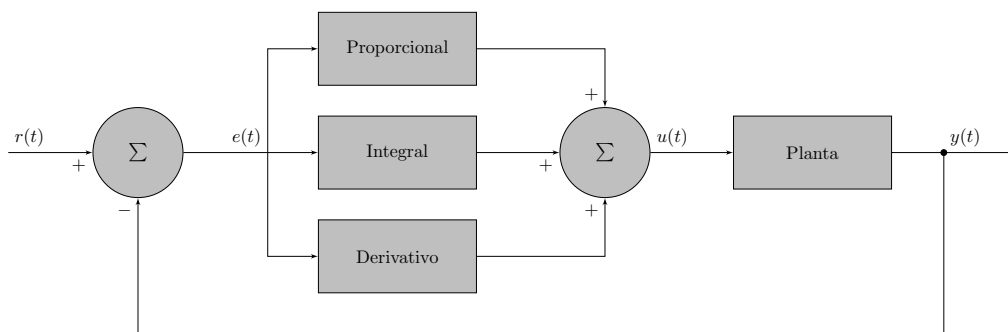 Proporcional
+
r(t)
+
Σ
e(t)
Integral
+
Σ
u(t)
Planta
y(t)
−
+
Derivativo